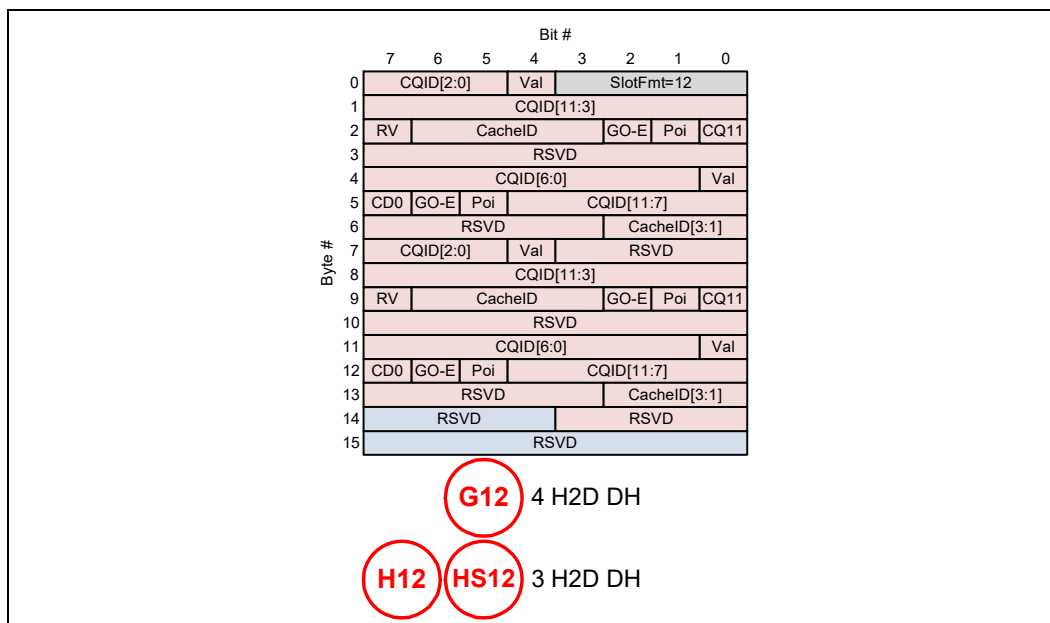 Bit #
7 6 5 4 3 2 1 0
Byte #
0 CQID[2:0] Val SlotFmt=12
1 CQID[11:3]
2 RV CacheID GO-E Poi CQ11
3 RSVD
4 CQID[6:0] Val
5 CD0 GO-E Poi CQID[11:7]
6 RSVD CacheID[3:1]
7 CQID[2:0] Val RSVD
8 CQID[11:3]
9 RV CacheID GO-E Poi CQ11
10 RSVD
11 CQID[6:0] Val
12 CD0 GO-E Poi CQID[11:7]
13 RSVD CacheID[3:1]
14 RSVD RSVD
15 RSVD
G12 4 H2D DH
H12 HS12 3 H2D DH